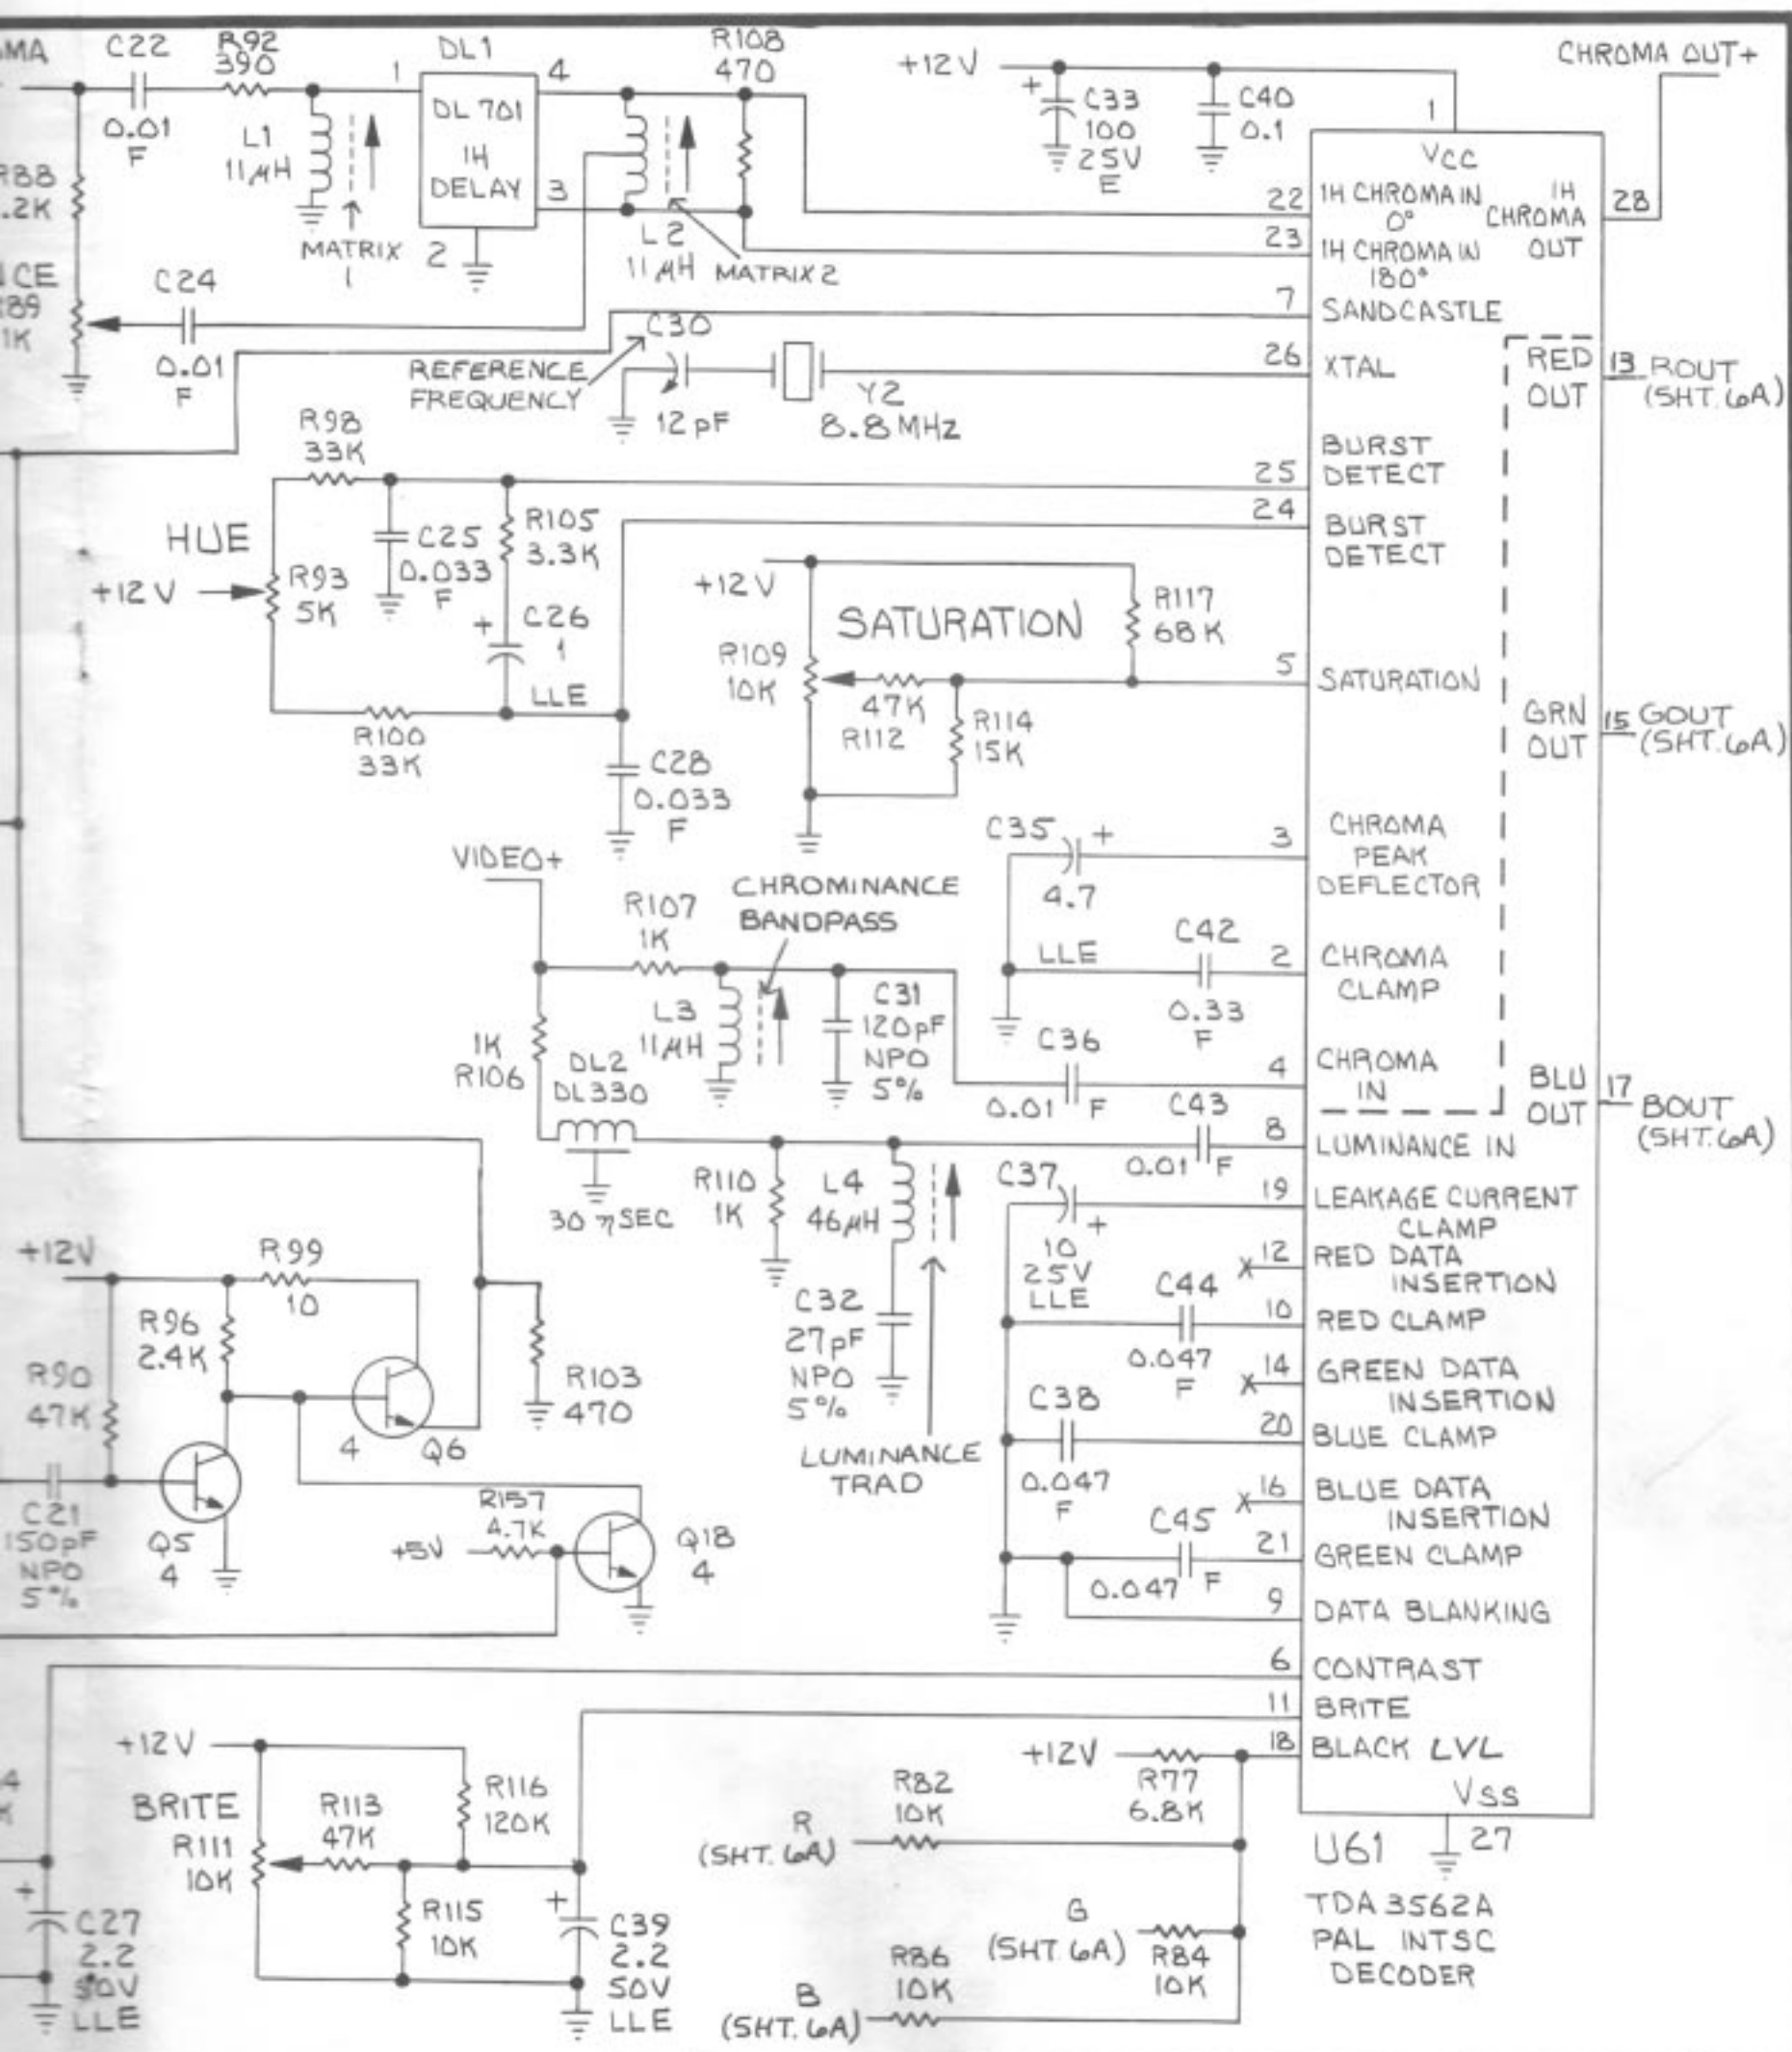 C22
0.01
F
R92
390
L1
11µH
MATRIX
1
1
DL1
DL 701
1H
DELAY
4
3
2
L2
11µH
MATRIX 2
R108
470
+12V
+
C33
100
25V
E
C40
0.1
CHROMA OUT+
R88
.2K
R89
1K
C24
0.01
F
C30
12pF
REFERENCE
FREQUENCY
Y2
8.8 MHz
R98
33K
HUE
+12V
R93
5K
C25
0.033
F
R105
3.3K
+
C26
1
LLE
R100
33K
C28
0.033
F
+12V
SATURATION
R109
10K
47K
R112
R114
15K
R117
68K
VIDEO+
R107
1K
CHROMINANCE
BANDPASS
L3
11µH
C31
120pF
NPO
5%
1K
R106
DL2
DL330
30 ηSEC
C35
+
4.7
LLE
C42
0.33
F
C36
0.01
F
C43
0.01
F
R110
1K
L4
46µH
C32
27pF
NPO
5%
LUMINANCE
TRAD
C37
+
10
25V
LLE
C44
0.047
F
C38
0.047
F
C45
0.047
F
+12V
R99
10
R96
2.4K
R90
47K
C21
150pF
NPO
5%
Q5
4
4
Q6
R103
470
R157
4.7K
+5V
Q18
4
+12V
BRITE
R111
10K
R113
47K
R116
120K
R115
10K
+
C39
2.2
50V
LLE
+
C27
2.2
50V
LLE
+12V
R77
6.8K
R82
10K
R
(SHT. 6A)
G
(SHT. 6A)
R84
10K
R86
10K
B
(SHT. 6A)
1
VCC
22
1H CHROMA IN
0°
23
1H CHROMA IN
180°
1H
CHROMA
OUT
28
7
SANDCASTLE
26
XTAL
RED
OUT
13
ROUT
(SHT. 6A)
25
BURST
DETECT
24
BURST
DETECT
5
SATURATION
GRN
OUT
15
GOUT
(SHT. 6A)
3
CHROMA
PEAK
DEFLECTOR
2
CHROMA
CLAMP
4
CHROMA
IN
BLU
OUT
17
BOUT
(SHT. 6A)
8
LUMINANCE IN
19
LEAKAGE CURRENT
CLAMP
X 12
RED DATA
INSERTION
10
RED CLAMP
X 14
GREEN DATA
INSERTION
20
BLUE CLAMP
X 16
BLUE DATA
INSERTION
21
GREEN CLAMP
9
DATA BLANKING
6
CONTRAST
11
BRITE
18
BLACK LVL
VSS
27
U61
TDA 3562A
PAL INTSC
DECODER